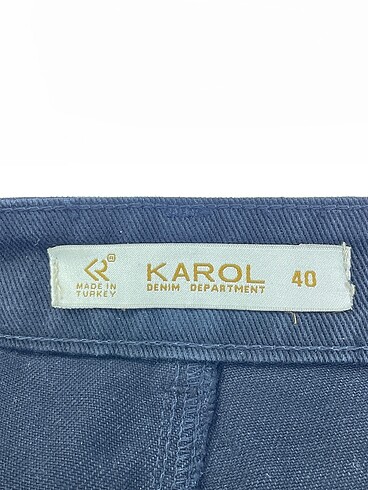 MADE IN
TURKEY
KAROL
DENIM DEPARTMENT
40